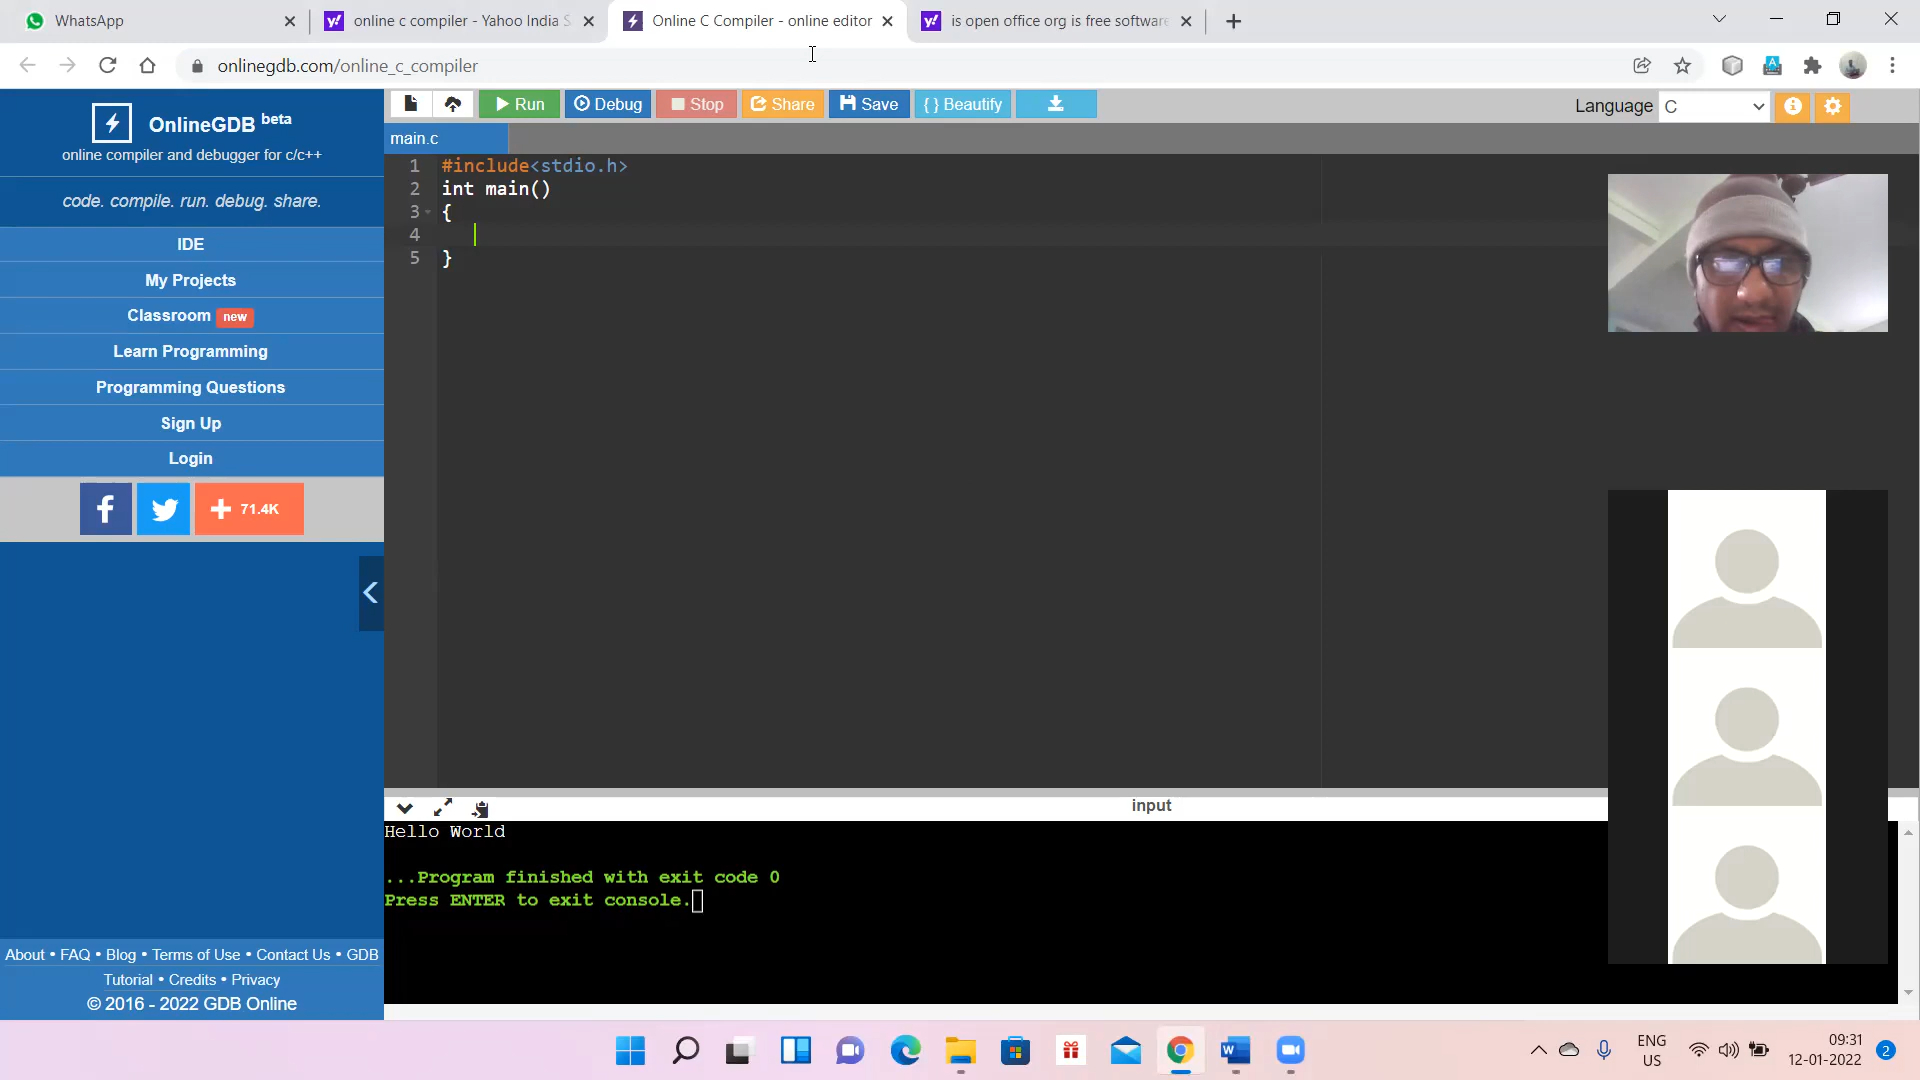 WhatsApp
online c compiler - Yahoo India S
Online C Compiler - online editor
is open office org is free software
onlinegdb.com/online_c_compiler
OnlineGDB beta
online compiler and debugger for c/c++
code. compile. run. debug. share.
IDE
My Projects
Classroom new
Learn Programming
Programming Questions
Sign Up
Login
71.4K
About • FAQ • Blog • Terms of Use • Contact Us • GDB
Tutorial • Credits • Privacy
© 2016 - 2022 GDB Online
Run
Debug
Stop
Share
Save
{ } Beautify
Language C
main.c
1 #include<stdio.h>
2 int main()
3 {
4
5 }
input
Hello World
...Program finished with exit code 0
Press ENTER to exit console.
ENG
US
09:31
12-01-2022
2